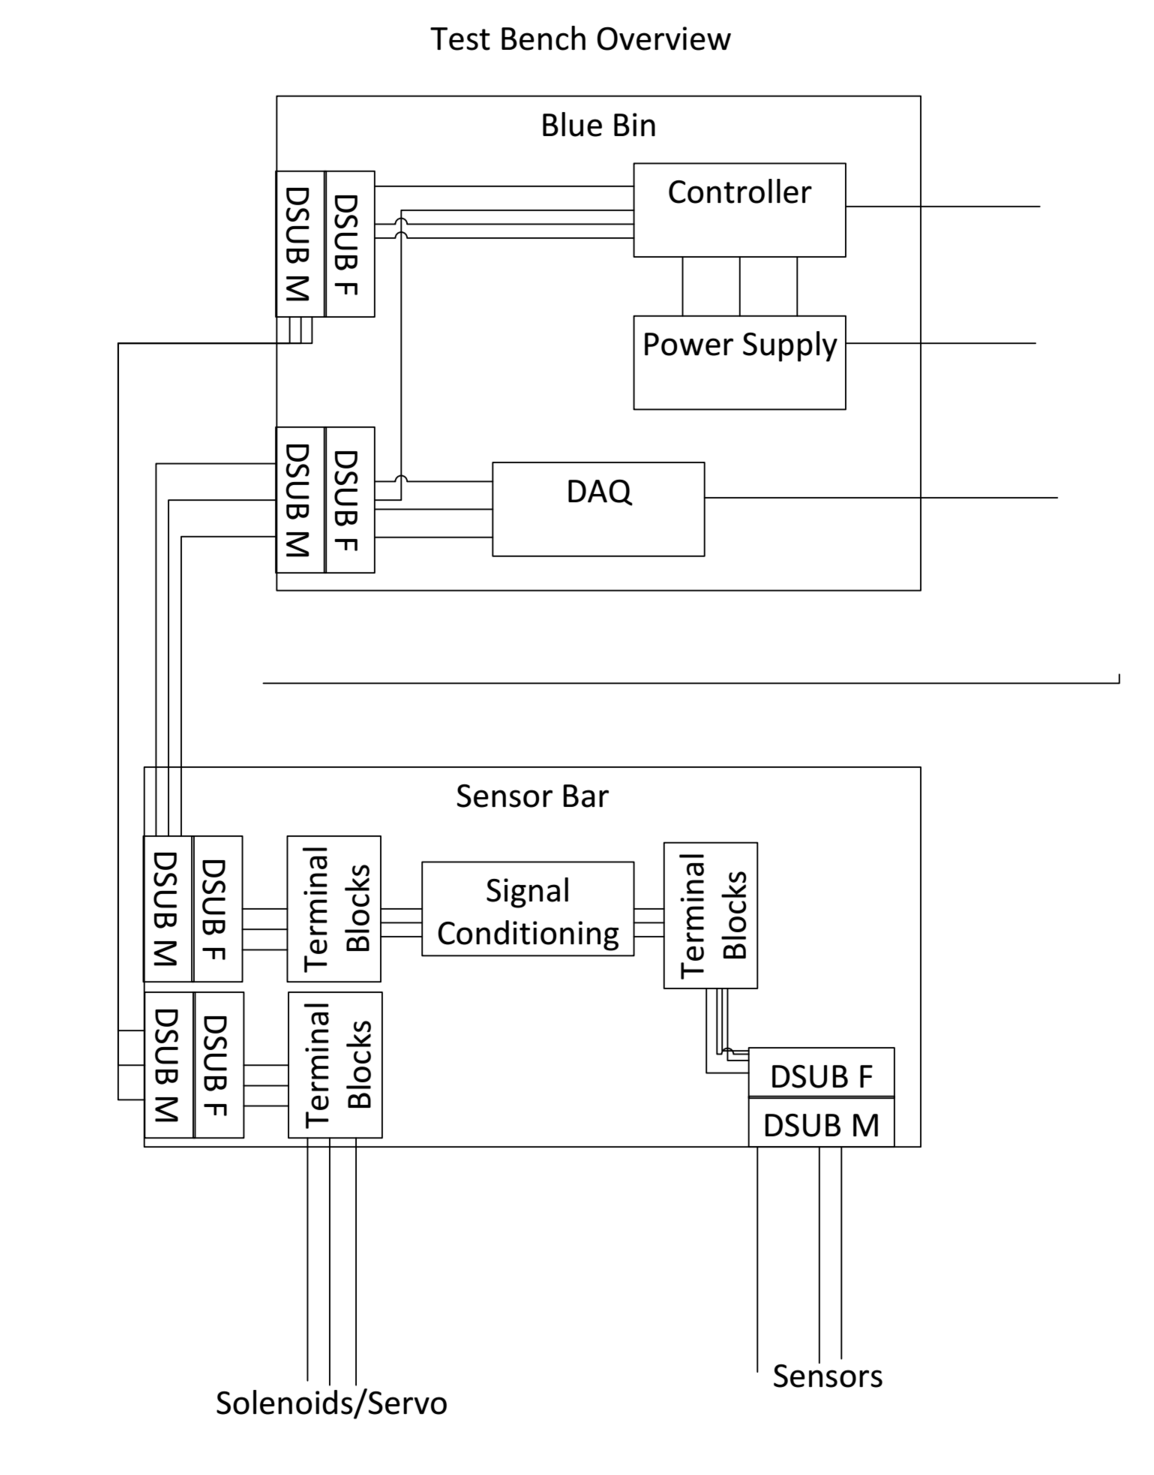 Test Bench Overview
Blue Bin
DSUB M
DSUB F
Controller
Power Supply
DSUB M
DSUB F
DAQ
Sensor Bar
DSUB M
DSUB F
Terminal
Blocks
Signal
Conditioning
Terminal
Blocks
DSUB M
DSUB F
Terminal
Blocks
DSUB F
DSUB M
Solenoids/Servo
Sensors